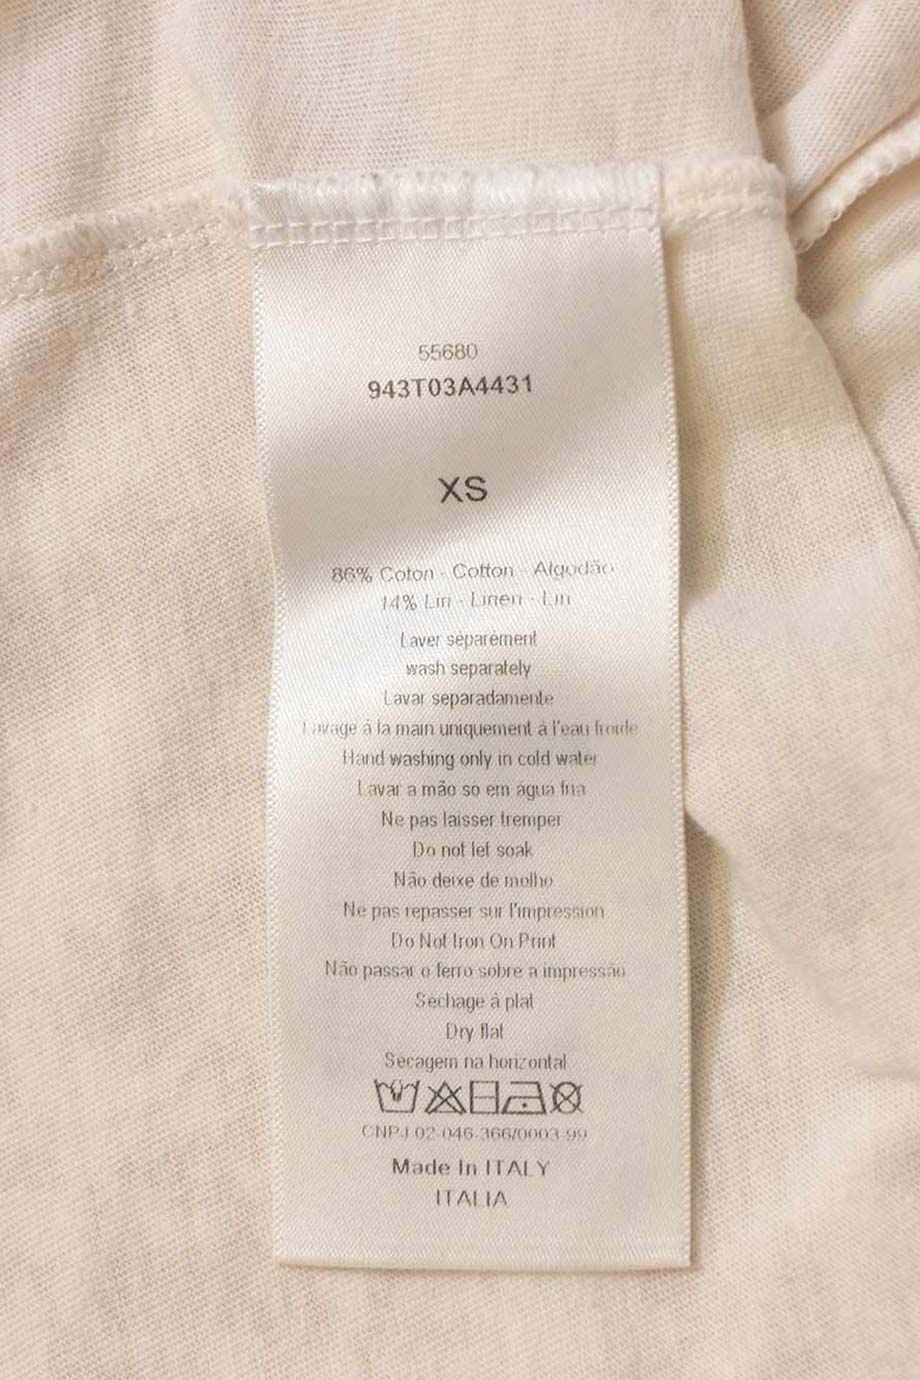 55680
943T03A4431
XS
86% Coton - Cotton - Algodão
14% Lin - Linen - Lin
Laver séparément
wash separately
Lavar separadamente
Lavage à la main uniquement à l'eau froide
Hand washing only in cold water
Lavar a mão so em água fria
Ne pas laisser tremper
Do not let soak
Não deixe de molho
Ne pas repasser sur l'impression
Do Not Iron On Print
Não passar o ferro sobre a impressão
Séchage à plat
Dry flat
Secagem na horizontal
CNPJ 02-046-366/0003-99
Made In ITALY
ITALIA